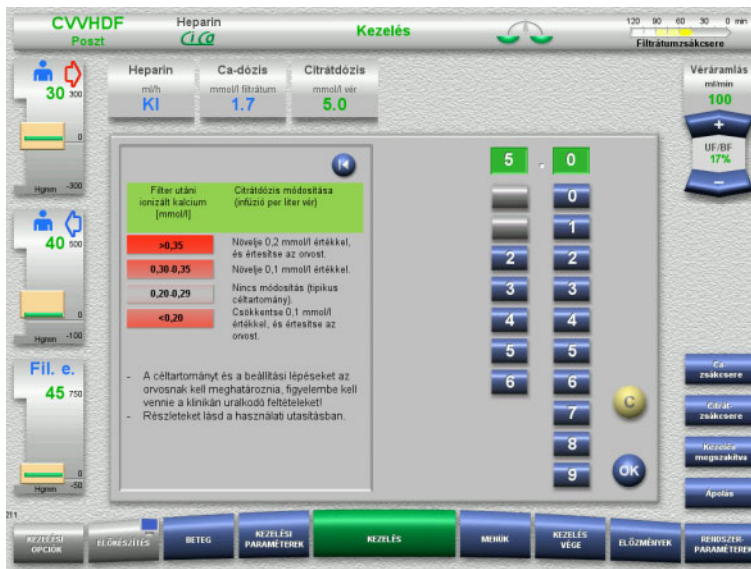 CVVHDF
Poszt
Heparin
CiCa
Kezelés
120 90 60 30 0 min
Filtrátumzsákcsere
30
300
0
Hgmm -300
40
500
0
Hgmm -100
Fil. e.
45
750
0
Hgmm -50
Heparin
ml/h
KI
Ca-dózis
mmol/l filtrátum
1.7
Citrátdózis
mmol/l vér
5.0
Véráramlás
ml/min
100
+
UF/BF
17%
−
Filter utáni
ionizált kalcium
[mmol/l]
Citrátdózis módosítása
(infúzió per liter vér)
>0,35
Növelje 0,2 mmol/l értékkel,
és értesítse az orvost.
0,30-0,35
Növelje 0,1 mmol/l értékkel.
0,20-0,29
Nincs módosítás (tipikus
céltartomány).
<0,20
Csökkentse 0,1 mmol/l
értékkel, és értesítse az
orvost.
- A céltartományt és a beállítási lépéseket az
orvosnak kell meghatároznia, figyelembe kell
vennie a klinikán uralkodó feltételeket!
- Részleteket lásd a használati utasításban.
5 . 0
0
1
2 2
3 3
4 4
5 5
6 6
7
8
9
C
OK
Ca-
zsákcsere
Citrát-
zsákcsere
Kezelés
megszakítva
Ápolás
211
KEZELÉSI
OPCIÓK
ELŐKÉSZÍTÉS
BETEG
KEZELÉSI
PARAMÉTEREK
KEZELÉS
MENÜK
KEZELÉS
VÉGE
ELŐZMÉNYEK
RENDSZER-
PARAMÉTEREK